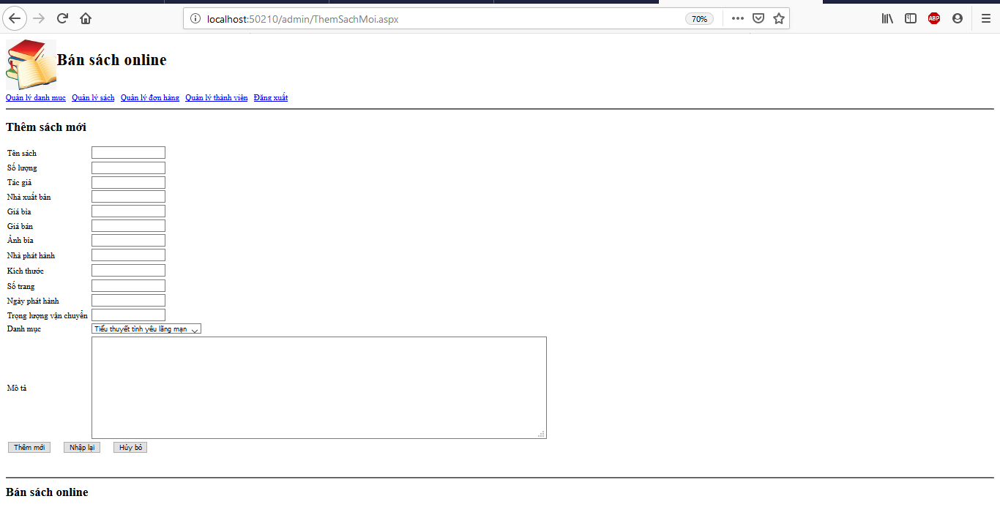 localhost:50210/admin/ThemSachMoi.aspx 70%
ABP
Bán sách online
Quản lý danh mục Quản lý sách Quản lý đơn hàng Quản lý thành viên Đăng xuất
Thêm sách mới
Tên sách
Số lượng
Tác giả
Nhà xuất bản
Giá bìa
Giá bán
Ảnh bìa
Nhà phát hành
Kích thước
Số trang
Ngày phát hành
Trọng lượng vận chuyển
Danh mục Tiểu thuyết tình yêu lãng mạn
Mô tả
Thêm mới Nhập lại Hủy bỏ
Bán sách online